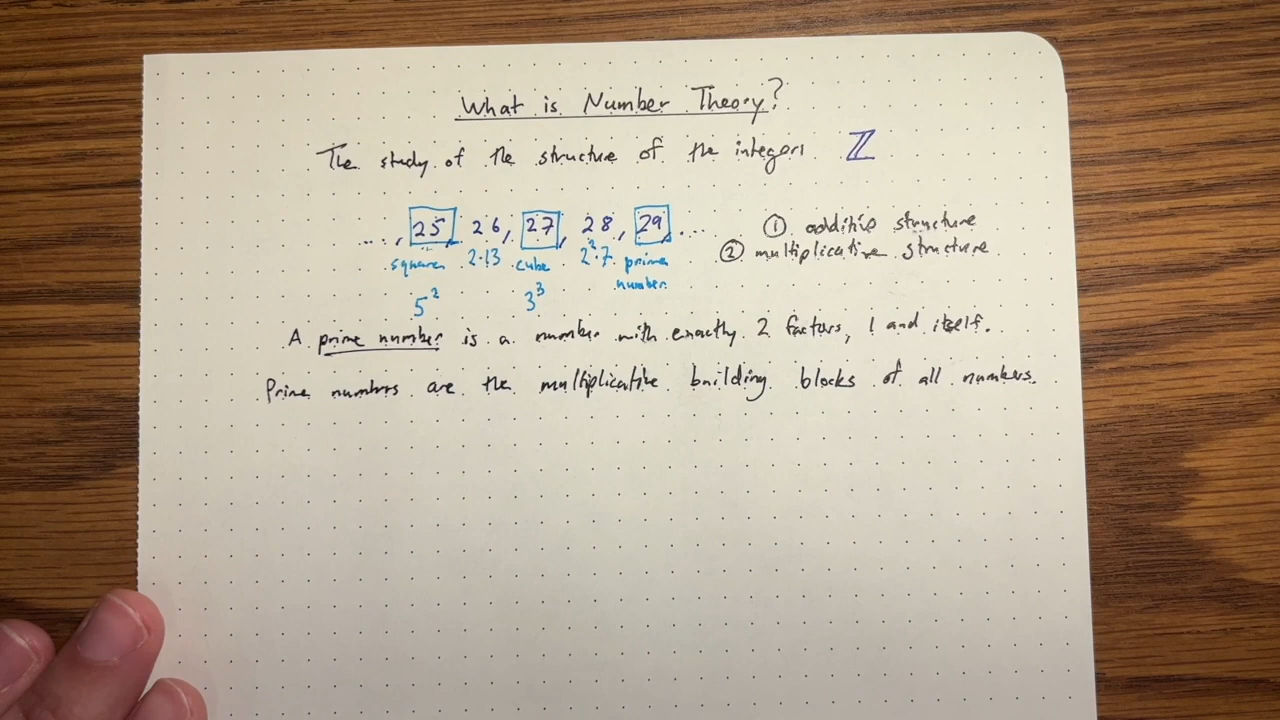 What is Number Theory?
The study of the structure of the integers ℤ
..., 25, 26, 27, 28, 29, ... ① additive structure
② multiplicative structure
square 2·13 cube 2²·7 prime number
5² 3³
A prime number is a number with exactly 2 factors, 1 and itself.
Prime numbers are the multiplicative building blocks of all numbers.